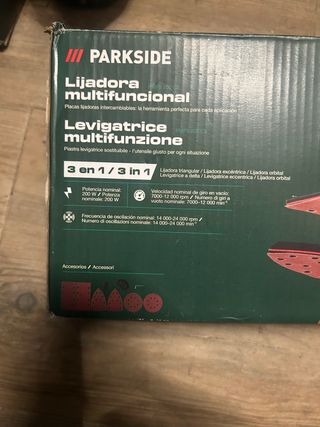 /// PARKSIDE
Lijadora
multifuncional
Placas lijadoras intercambiables: la herramienta perfecta para cada aplicación
Levigatrice
multifunzione
Piastra levigatrice sostituibile - l'utensile giusto per ogni situazione
3 en 1 / 3 in 1
Lijadora triangular / Lijadora excéntrica / Lijadora orbital
Levigatrice a delta / Levigatrice eccentrica / Lijadora orbital
Potencia nominal:
200 W / Potenza
nominale: 200 W
Velocidad nominal de giro en vacío:
7000-12 000 rpm / Numero di giri a
vuoto nominale: 7000-12 000 min⁻¹
Frecuencia de oscilación nominal: 14 000-24 000 rpm /
Numero di oscillazioni nominale: 14 000-24 000 min⁻¹
Accesorios / Accessori